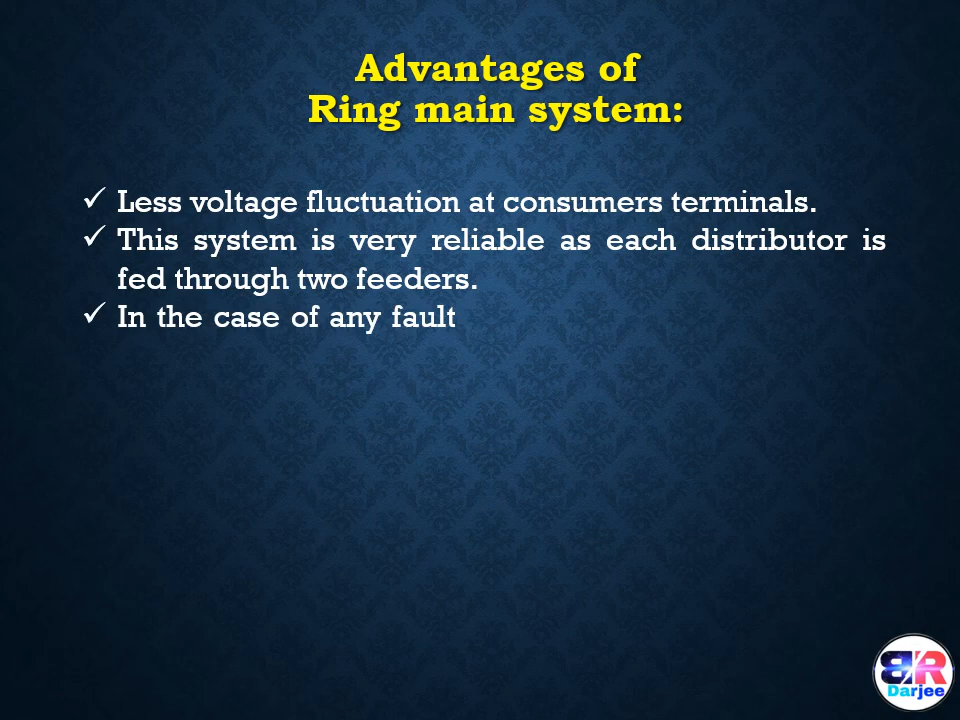 Advantages of
Ring main system:
✓ Less voltage fluctuation at consumers terminals.
✓ This system is very reliable as each distributor is
fed through two feeders.
✓ In the case of any fault
BR
Darjee